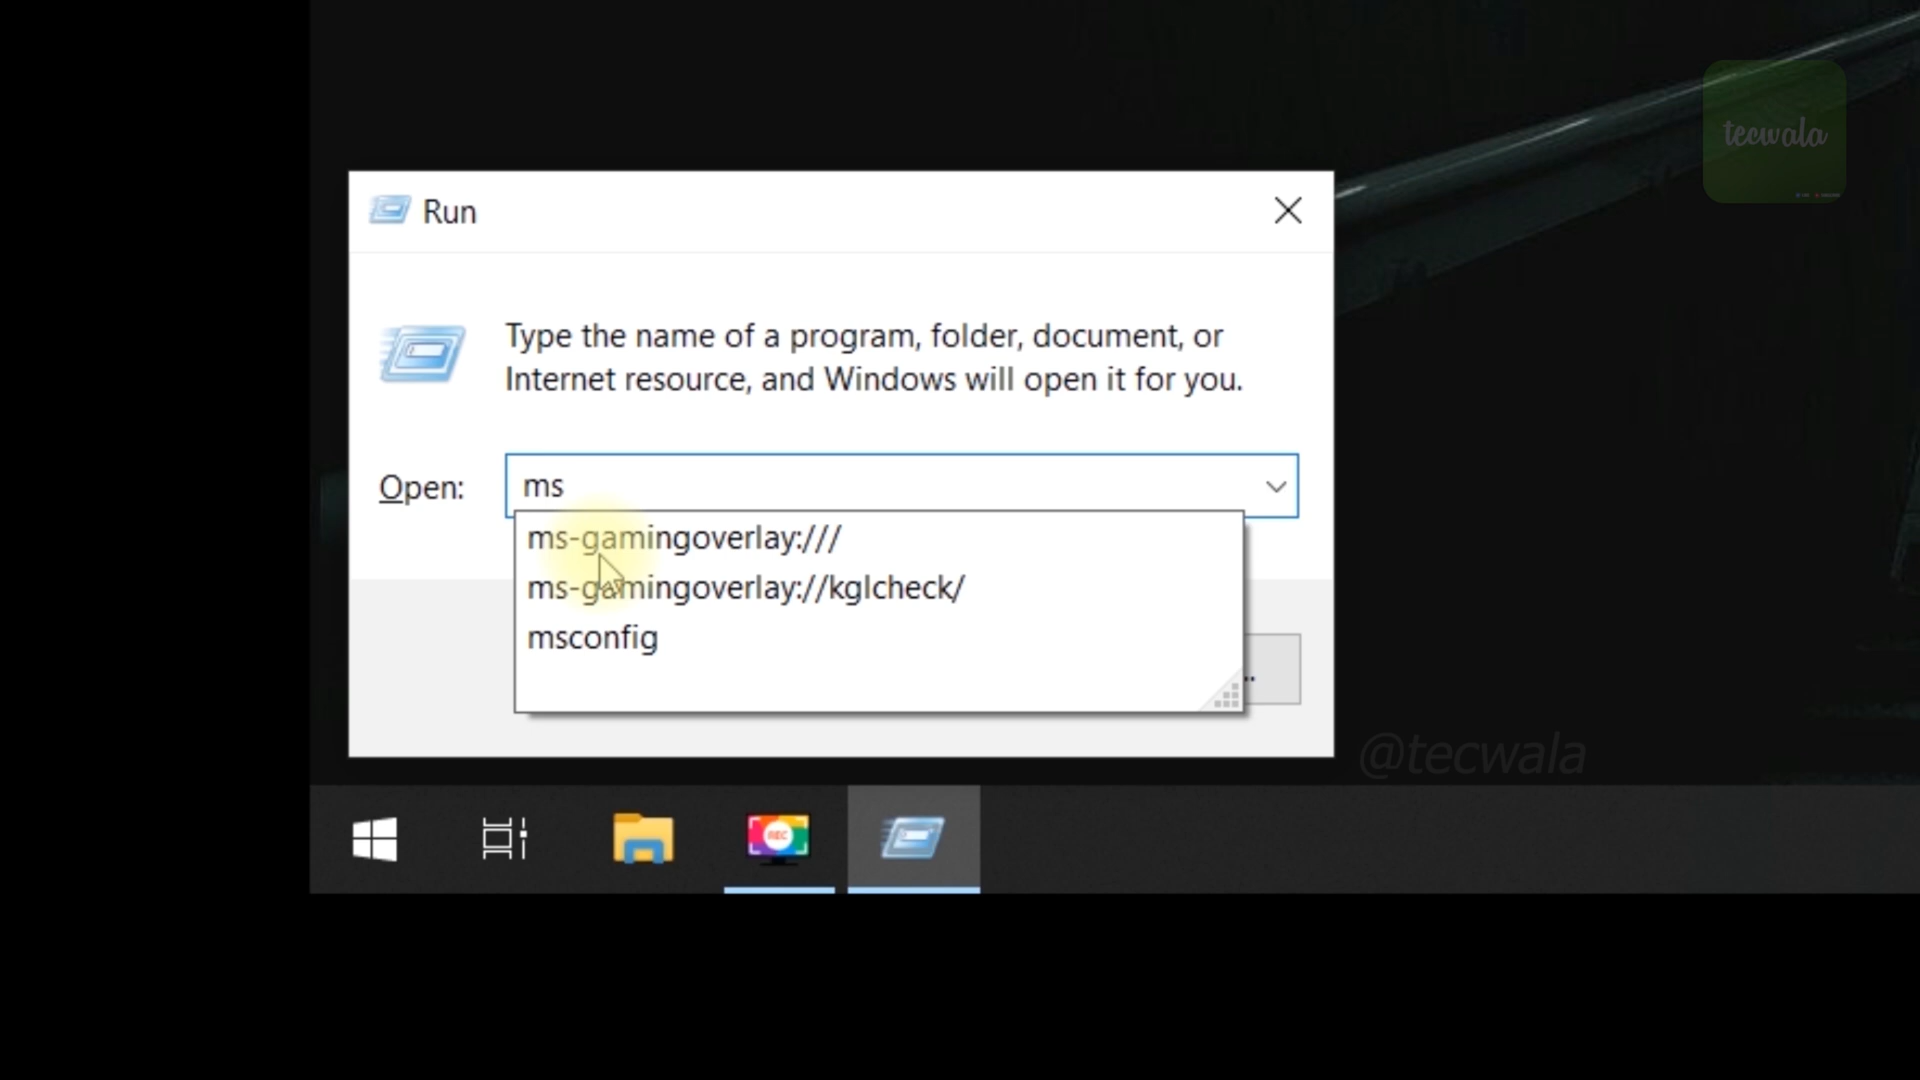 tecwala
Run
Type the name of a program, folder, document, or
Internet resource, and Windows will open it for you.
Open: ms
ms-gamingoverlay:///
ms-gamingoverlay://kglcheck/
msconfig
..
@tecwala
REC